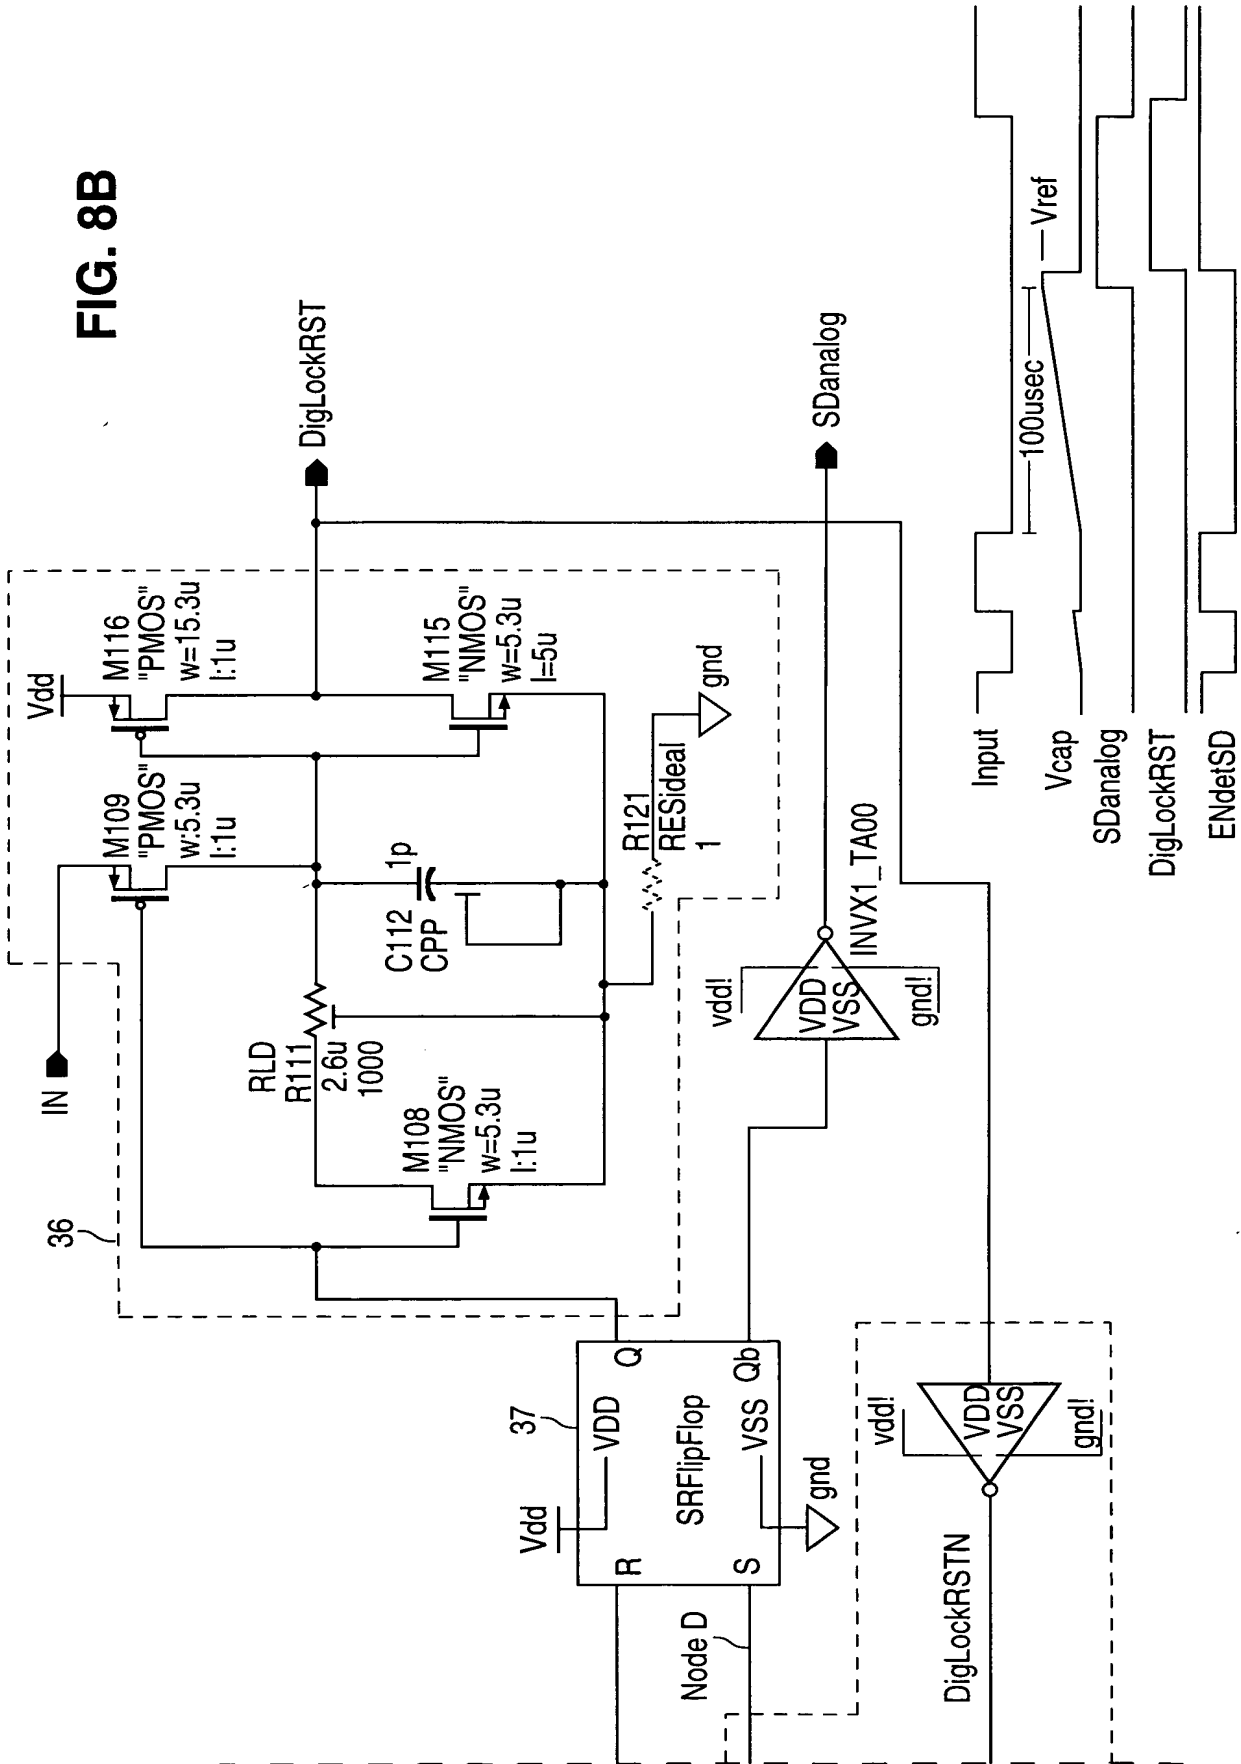 FIG. 8B
36
IN
Vdd
M109
"PMOS"
w:5.3u
l:1u
M116
"PMOS"
w=15.3u
l:1u
DigLockRST
RLD
R111
2.6u
1000
C112
CPP
1p
M108
"NMOS"
w=5.3u
l:1u
M115
"NMOS"
w=5.3u
l=5u
R121
RESideal
1
gnd
37
Vdd
VDD
Q
R
SRFlipFlop
S
VSS
Qb
gnd
Node D
vdd!
VDD
VSS
gnd!
INVX1_TA00
SDanalog
vdd!
VDD
VSS
gnd!
DigLockRSTN
Input
Vcap
100usec
Vref
SDanalog
DigLockRST
ENdetSD